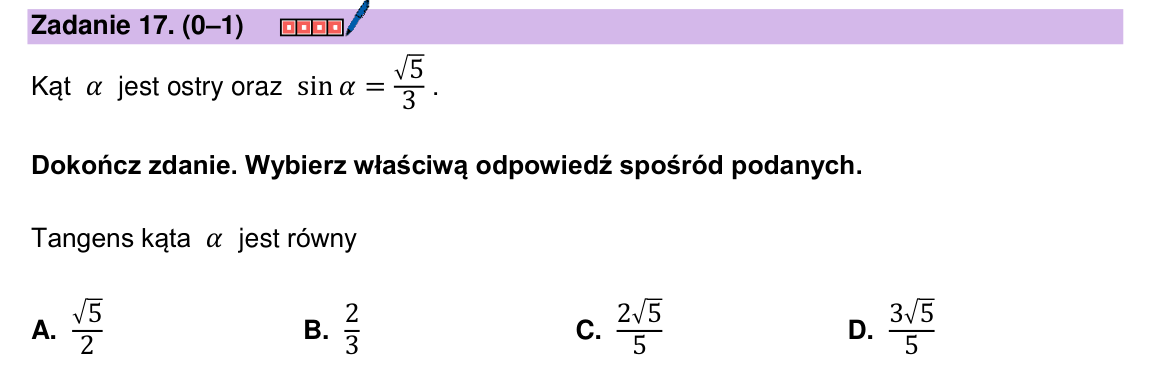 Zadanie 17. (0–1)
Kąt α jest ostry oraz sin α = √5/3 .
Dokończ zdanie. Wybierz właściwą odpowiedź spośród podanych.
Tangens kąta α jest równy
A. √5/2 B. 2/3 C. 2√5/5 D. 3√5/5